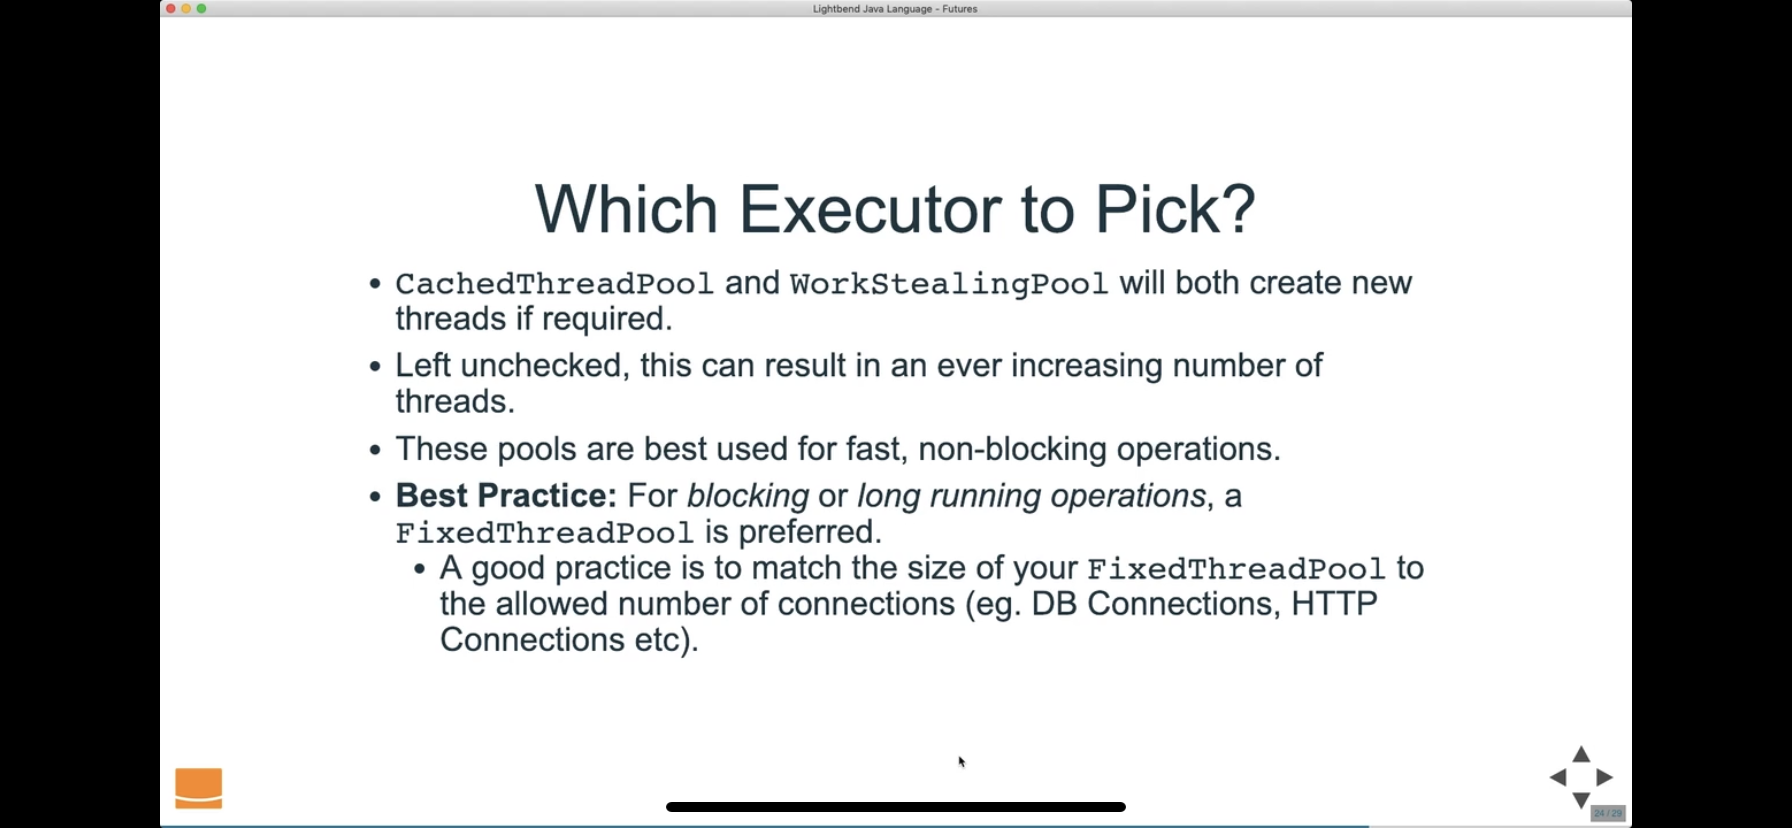 Lightbend Java Language - Futures
Which Executor to Pick?
• CachedThreadPool and WorkStealingPool will both create new
threads if required.
• Left unchecked, this can result in an ever increasing number of
threads.
• These pools are best used for fast, non-blocking operations.
• Best Practice: For blocking or long running operations, a
FixedThreadPool is preferred.
• A good practice is to match the size of your FixedThreadPool to
the allowed number of connections (eg. DB Connections, HTTP
Connections etc).
24 / 29